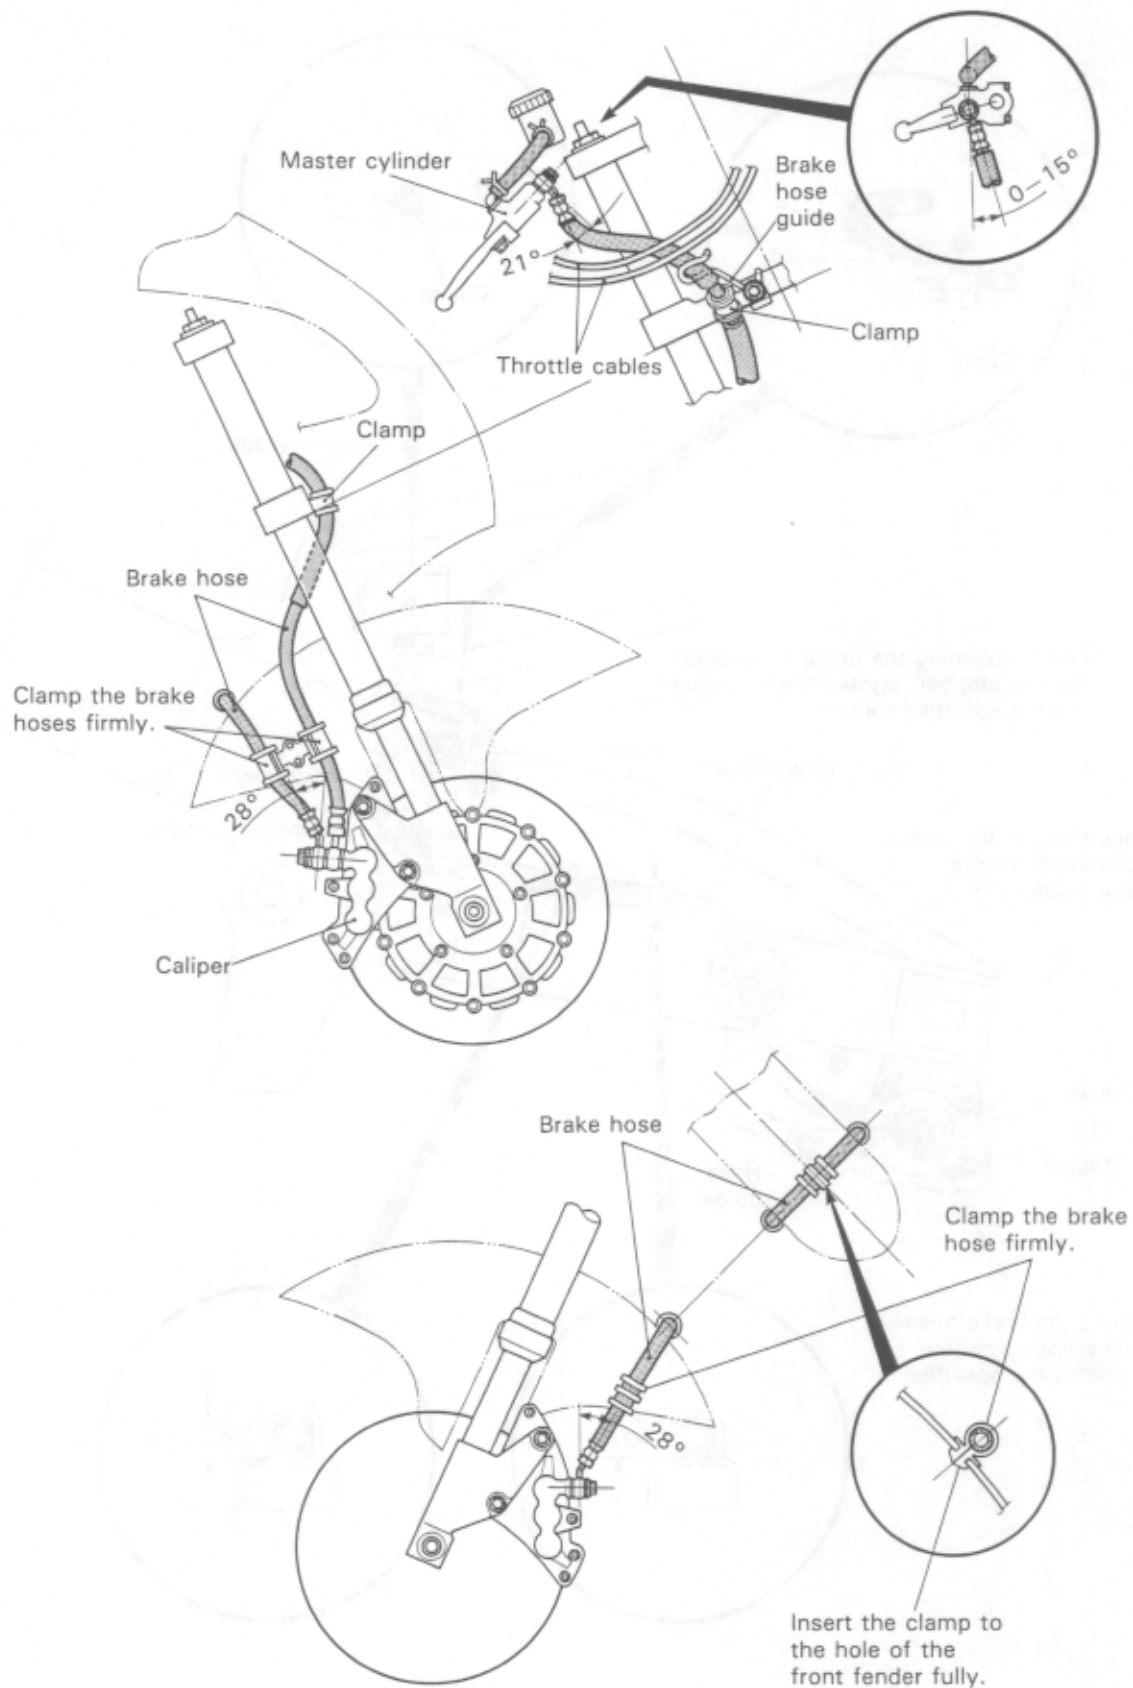 Master cylinder
Brake
hose
guide
0–15°
21°
Clamp
Throttle cables
Clamp
Brake hose
Clamp the brake
hoses firmly.
28°
Caliper
Brake hose
Clamp the brake
hose firmly.
28°
Insert the clamp to
the hole of the
front fender fully.